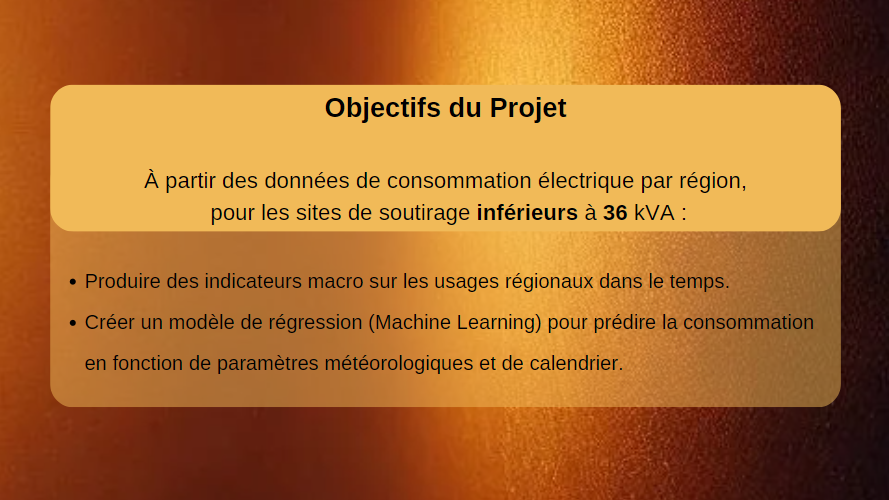 Objectifs du Projet
À partir des données de consommation électrique par région,
pour les sites de soutirage inférieurs à 36 kVA :
• Produire des indicateurs macro sur les usages régionaux dans le temps.
• Créer un modèle de régression (Machine Learning) pour prédire la consommation
en fonction de paramètres météorologiques et de calendrier.